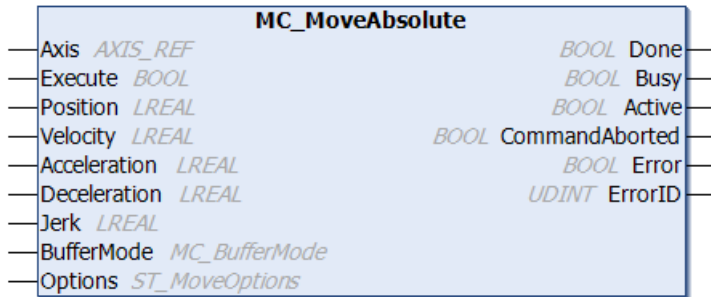 MC_MoveAbsolute
Axis AXIS_REF BOOL Done
Execute BOOL BOOL Busy
Position LREAL BOOL Active
Velocity LREAL BOOL CommandAborted
Acceleration LREAL BOOL Error
Deceleration LREAL UDINT ErrorID
Jerk LREAL
BufferMode MC_BufferMode
Options ST_MoveOptions